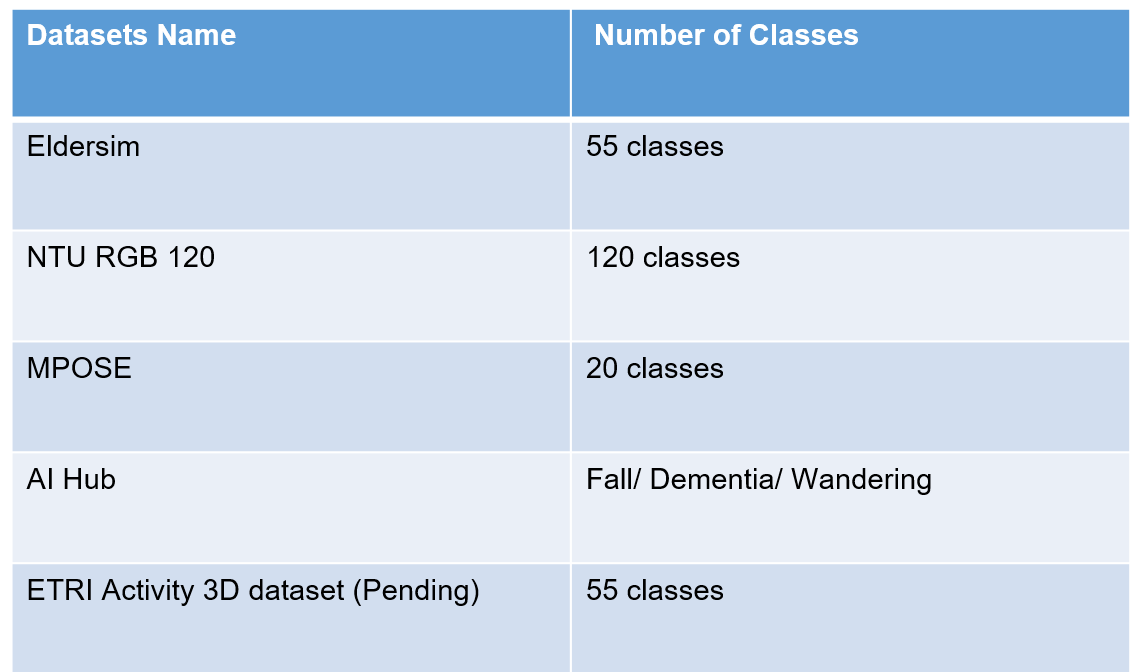 Datasets Name
Number of Classes
Eldersim
55 classes
NTU RGB 120
120 classes
MPOSE
20 classes
AI Hub
Fall/ Dementia/ Wandering
ETRI Activity 3D dataset (Pending)
55 classes